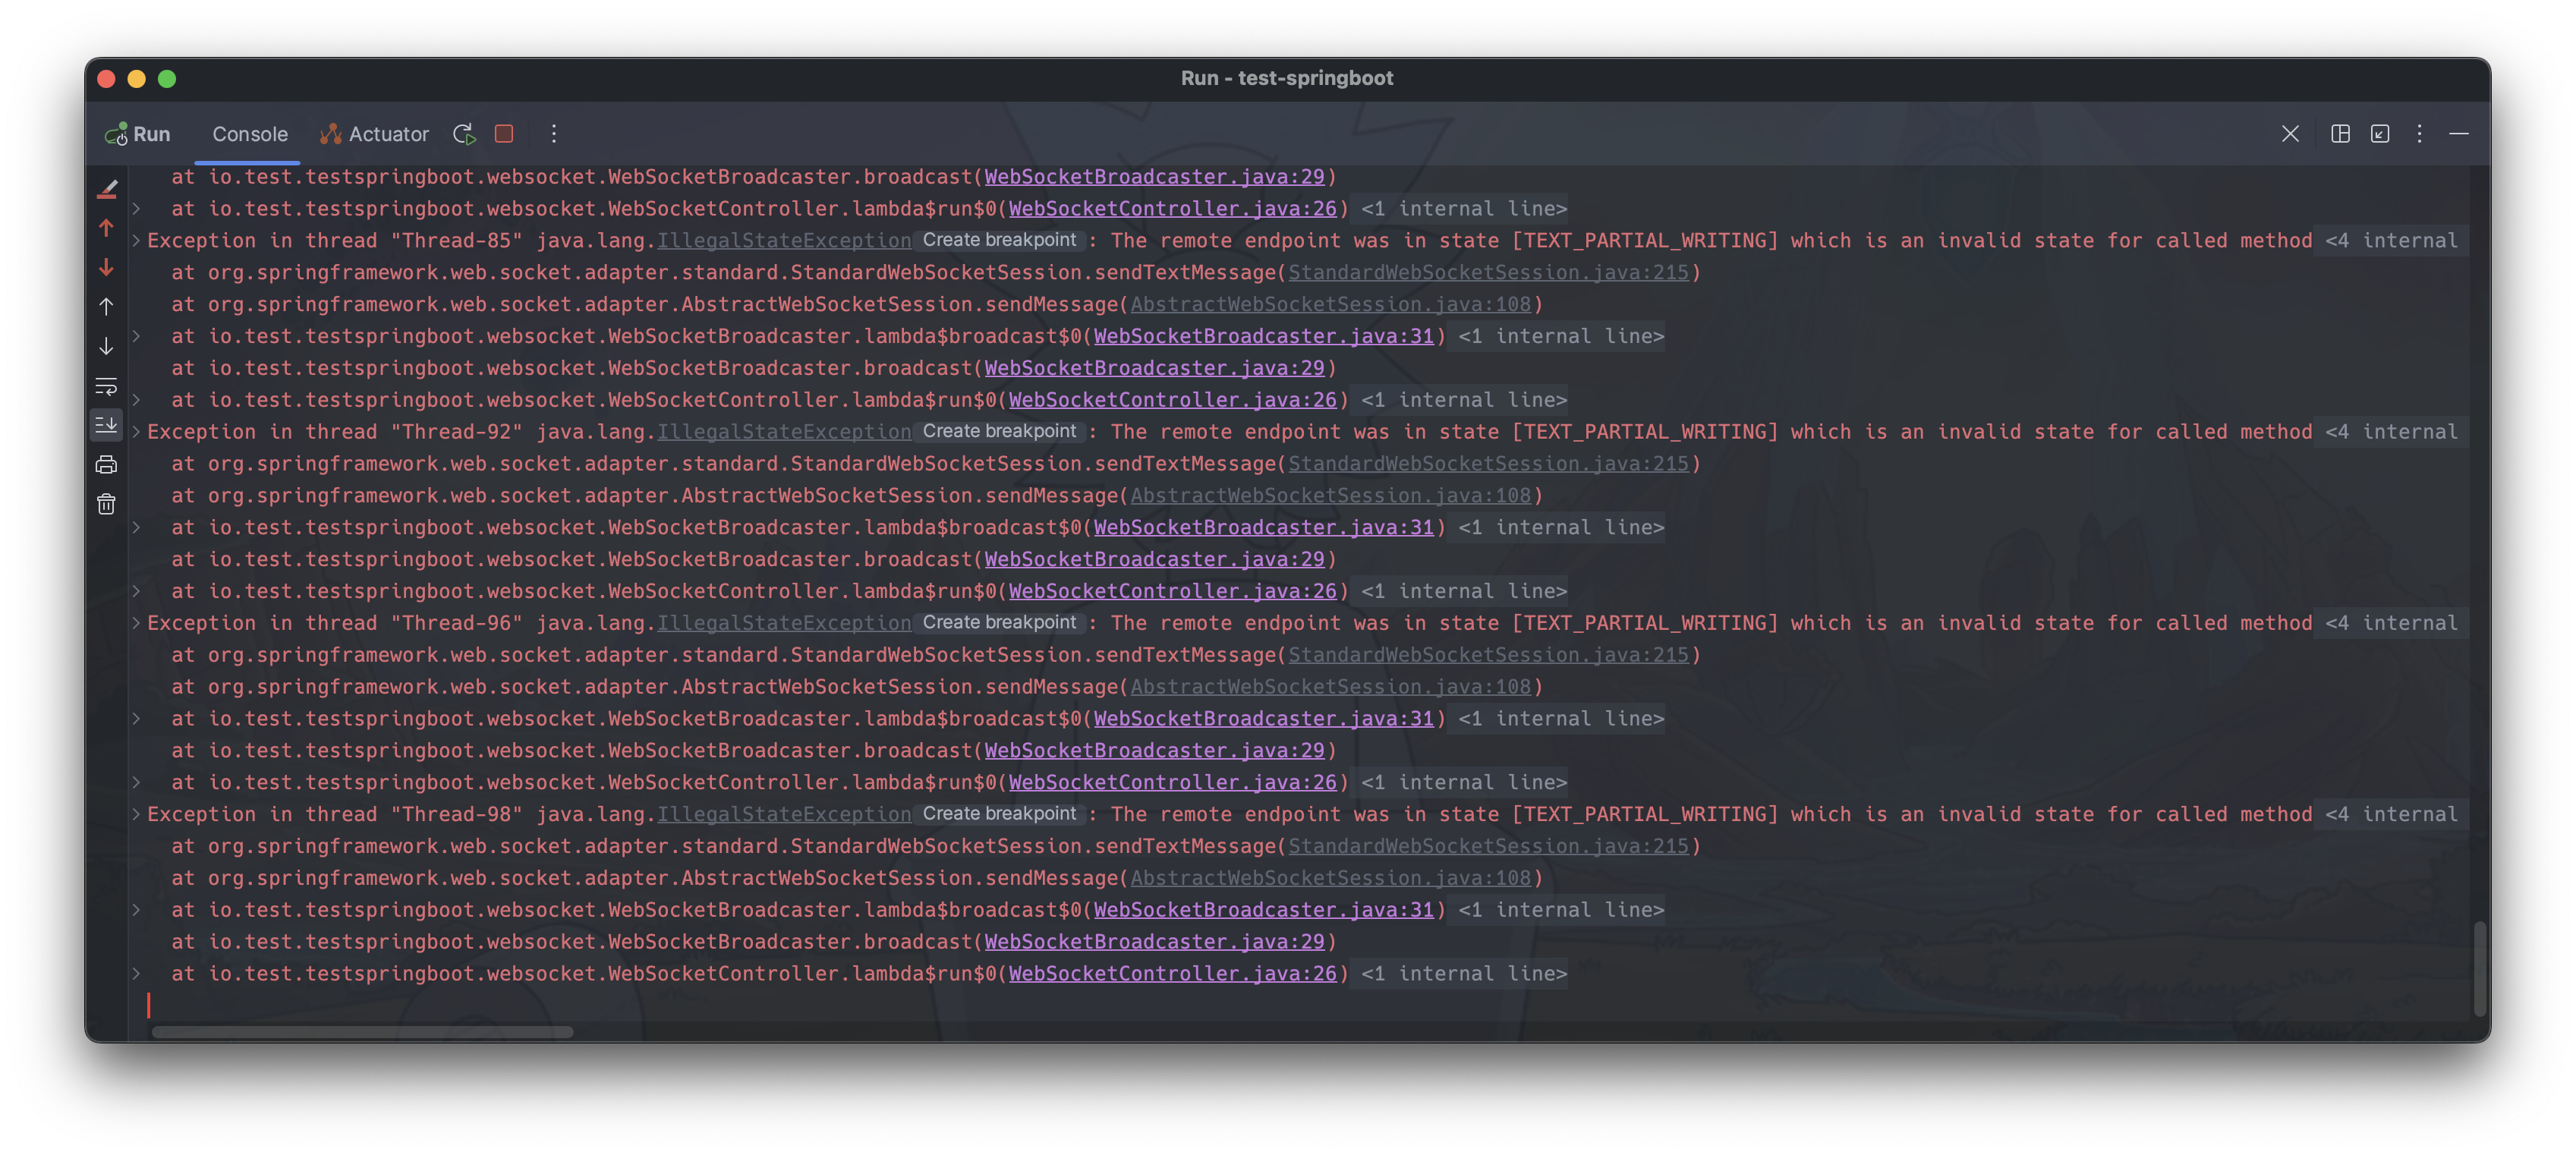 Run - test-springboot
Run Console Actuator
at io.test.testspringboot.websocket.WebSocketBroadcaster.broadcast(WebSocketBroadcaster.java:29)
at io.test.testspringboot.websocket.WebSocketController.lambda$run$0(WebSocketController.java:26) <1 internal line>
Exception in thread "Thread-85" java.lang.IllegalStateException Create breakpoint : The remote endpoint was in state [TEXT_PARTIAL_WRITING] which is an invalid state for called method <4 internal
at org.springframework.web.socket.adapter.standard.StandardWebSocketSession.sendTextMessage(StandardWebSocketSession.java:215)
at org.springframework.web.socket.adapter.AbstractWebSocketSession.sendMessage(AbstractWebSocketSession.java:108)
at io.test.testspringboot.websocket.WebSocketBroadcaster.lambda$broadcast$0(WebSocketBroadcaster.java:31) <1 internal line>
at io.test.testspringboot.websocket.WebSocketBroadcaster.broadcast(WebSocketBroadcaster.java:29)
at io.test.testspringboot.websocket.WebSocketController.lambda$run$0(WebSocketController.java:26) <1 internal line>
Exception in thread "Thread-92" java.lang.IllegalStateException Create breakpoint : The remote endpoint was in state [TEXT_PARTIAL_WRITING] which is an invalid state for called method <4 internal
at org.springframework.web.socket.adapter.standard.StandardWebSocketSession.sendTextMessage(StandardWebSocketSession.java:215)
at org.springframework.web.socket.adapter.AbstractWebSocketSession.sendMessage(AbstractWebSocketSession.java:108)
at io.test.testspringboot.websocket.WebSocketBroadcaster.lambda$broadcast$0(WebSocketBroadcaster.java:31) <1 internal line>
at io.test.testspringboot.websocket.WebSocketBroadcaster.broadcast(WebSocketBroadcaster.java:29)
at io.test.testspringboot.websocket.WebSocketController.lambda$run$0(WebSocketController.java:26) <1 internal line>
Exception in thread "Thread-96" java.lang.IllegalStateException Create breakpoint : The remote endpoint was in state [TEXT_PARTIAL_WRITING] which is an invalid state for called method <4 internal
at org.springframework.web.socket.adapter.standard.StandardWebSocketSession.sendTextMessage(StandardWebSocketSession.java:215)
at org.springframework.web.socket.adapter.AbstractWebSocketSession.sendMessage(AbstractWebSocketSession.java:108)
at io.test.testspringboot.websocket.WebSocketBroadcaster.lambda$broadcast$0(WebSocketBroadcaster.java:31) <1 internal line>
at io.test.testspringboot.websocket.WebSocketBroadcaster.broadcast(WebSocketBroadcaster.java:29)
at io.test.testspringboot.websocket.WebSocketController.lambda$run$0(WebSocketController.java:26) <1 internal line>
Exception in thread "Thread-98" java.lang.IllegalStateException Create breakpoint : The remote endpoint was in state [TEXT_PARTIAL_WRITING] which is an invalid state for called method <4 internal
at org.springframework.web.socket.adapter.standard.StandardWebSocketSession.sendTextMessage(StandardWebSocketSession.java:215)
at org.springframework.web.socket.adapter.AbstractWebSocketSession.sendMessage(AbstractWebSocketSession.java:108)
at io.test.testspringboot.websocket.WebSocketBroadcaster.lambda$broadcast$0(WebSocketBroadcaster.java:31) <1 internal line>
at io.test.testspringboot.websocket.WebSocketBroadcaster.broadcast(WebSocketBroadcaster.java:29)
at io.test.testspringboot.websocket.WebSocketController.lambda$run$0(WebSocketController.java:26) <1 internal line>